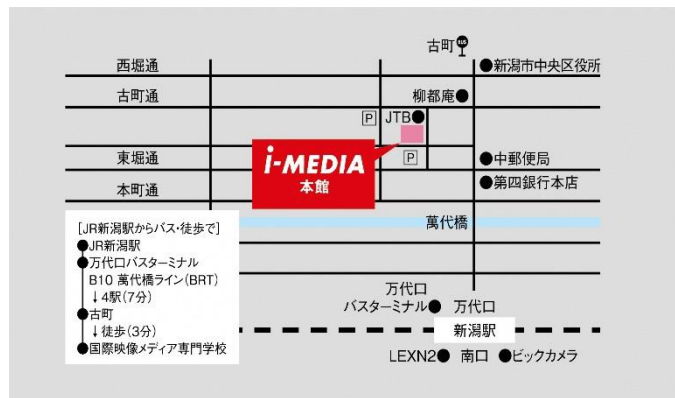 古町 BUS
西堀通
●新潟市中央区役所
古町通
柳都庵●
P JTB●
i-MEDIA
本館
東堀通
P
●中郵便局
本町通
●第四銀行本店
萬代橋
[JR新潟駅からバス・徒歩で]
●JR新潟駅
●万代口バスターミナル
B10 萬代橋ライン(BRT)
↓4駅(7分)
●古町
↓徒歩(3分)
●国際映像メディア専門学校
万代口
バスターミナル● 万代口
新潟駅
LEXN2● 南口 ●ビックカメラ